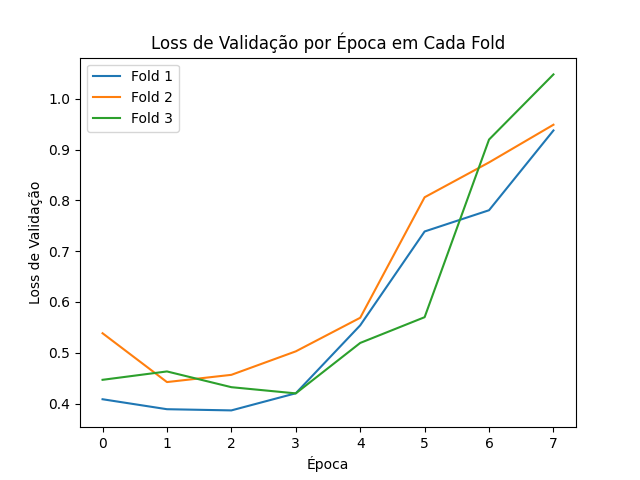 Loss de Validação por Época em Cada Fold
Fold 1
Fold 2
Fold 3
1.0
0.9
0.8
0.7
0.6
0.5
0.4
Loss de Validação
0 1 2 3 4 5 6 7
Época